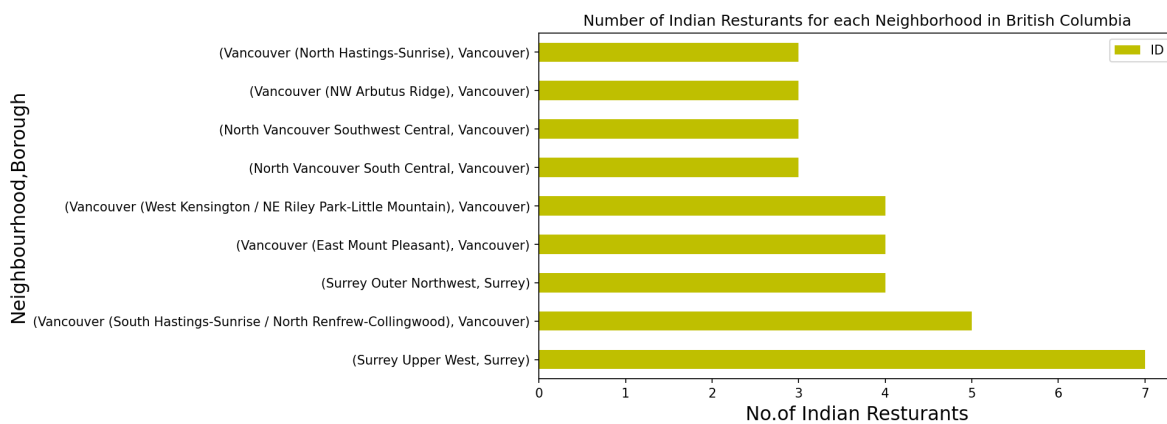 Number of Indian Resturants for each Neighborhood in British Columbia
ID
Neighbourhood,Borough
(Vancouver (North Hastings-Sunrise), Vancouver)
(Vancouver (NW Arbutus Ridge), Vancouver)
(North Vancouver Southwest Central, Vancouver)
(North Vancouver South Central, Vancouver)
(Vancouver (West Kensington / NE Riley Park-Little Mountain), Vancouver)
(Vancouver (East Mount Pleasant), Vancouver)
(Surrey Outer Northwest, Surrey)
(Vancouver (South Hastings-Sunrise / North Renfrew-Collingwood), Vancouver)
(Surrey Upper West, Surrey)
0 1 2 3 4 5 6 7
No.of Indian Resturants